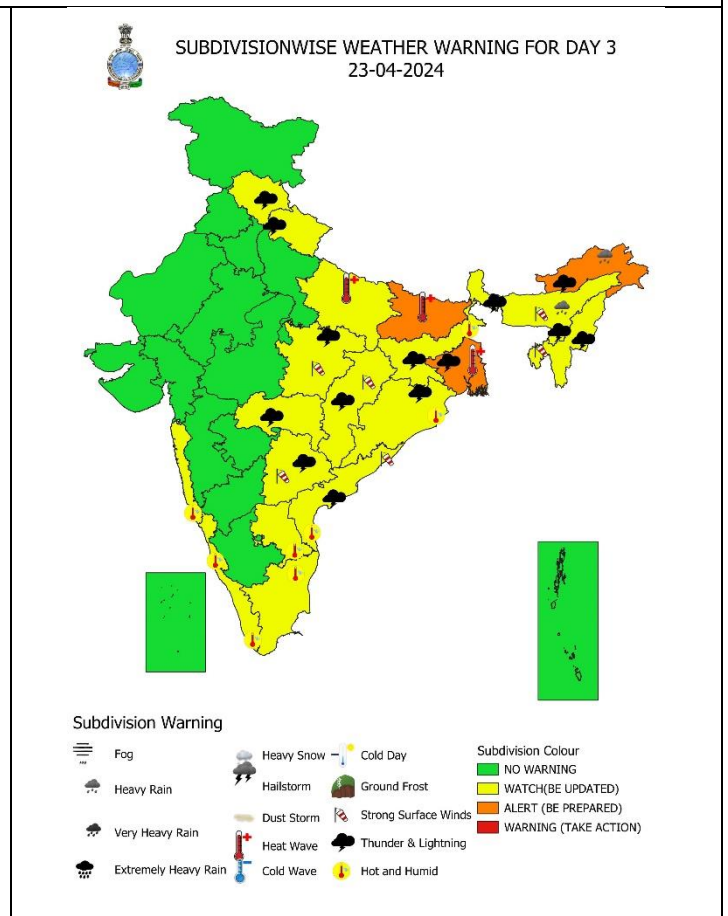 SUBDIVISIONWISE WEATHER WARNING FOR DAY 3
23-04-2024
Subdivision Warning
Fog
Heavy Rain
Very Heavy Rain
Extremely Heavy Rain
Heavy Snow
Hailstorm
Dust Storm
Heat Wave
Cold Wave
Cold Day
Ground Frost
Strong Surface Winds
Thunder & Lightning
Hot and Humid
Subdivision Colour
NO WARNING
WATCH(BE UPDATED)
ALERT (BE PREPARED)
WARNING (TAKE ACTION)